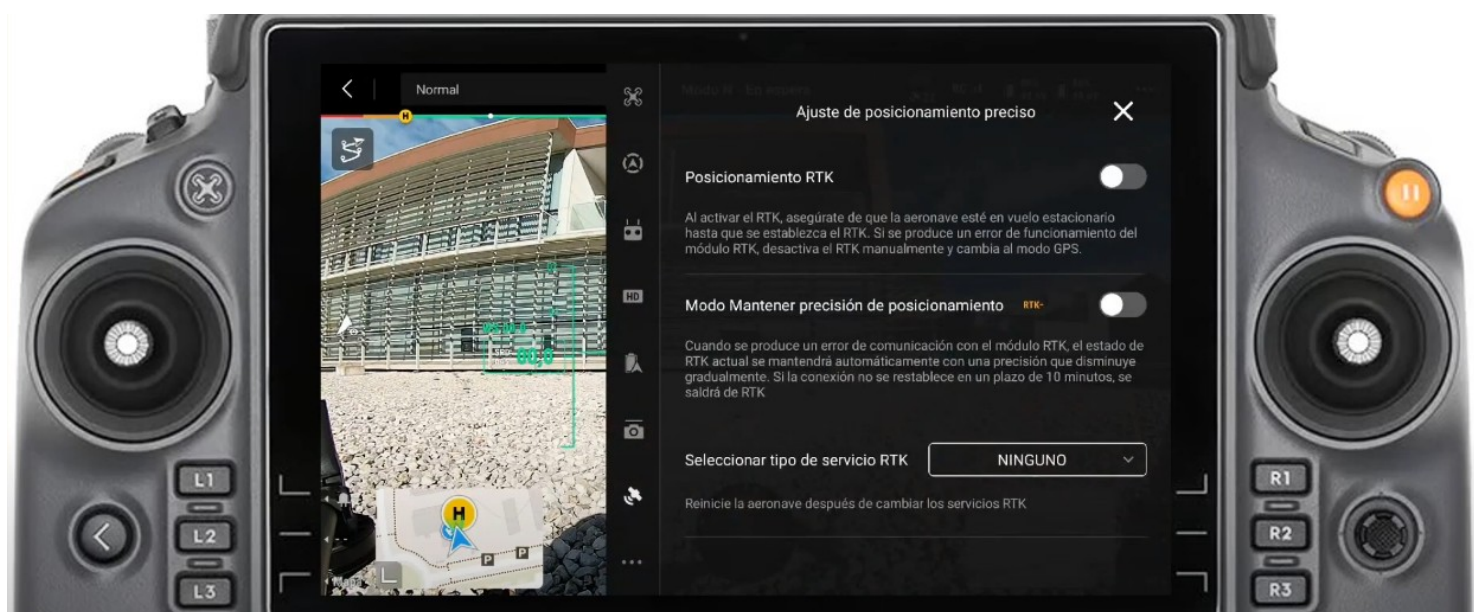 Normal
Ajuste de posicionamiento preciso
Posicionamiento RTK
Al activar el RTK, asegúrate de que la aeronave esté en vuelo estacionario
hasta que se establezca el RTK. Si se produce un error de funcionamiento del
módulo RTK, desactiva el RTK manualmente y cambia al modo GPS.
HD
Modo Mantener precisión de posicionamiento RTK-
Cuando se produce un error de comunicación con el módulo RTK, el estado de
RTK actual se mantendrá automáticamente con una precisión que disminuye
gradualmente. Si la conexión no se restablece en un plazo de 10 minutos, se
saldrá de RTK
Seleccionar tipo de servicio RTK NINGUNO
Reinicie la aeronave después de cambiar los servicios RTK
H
WS 00.0
00,0
H
P P
L1
L2
L3
R1
R2
R3